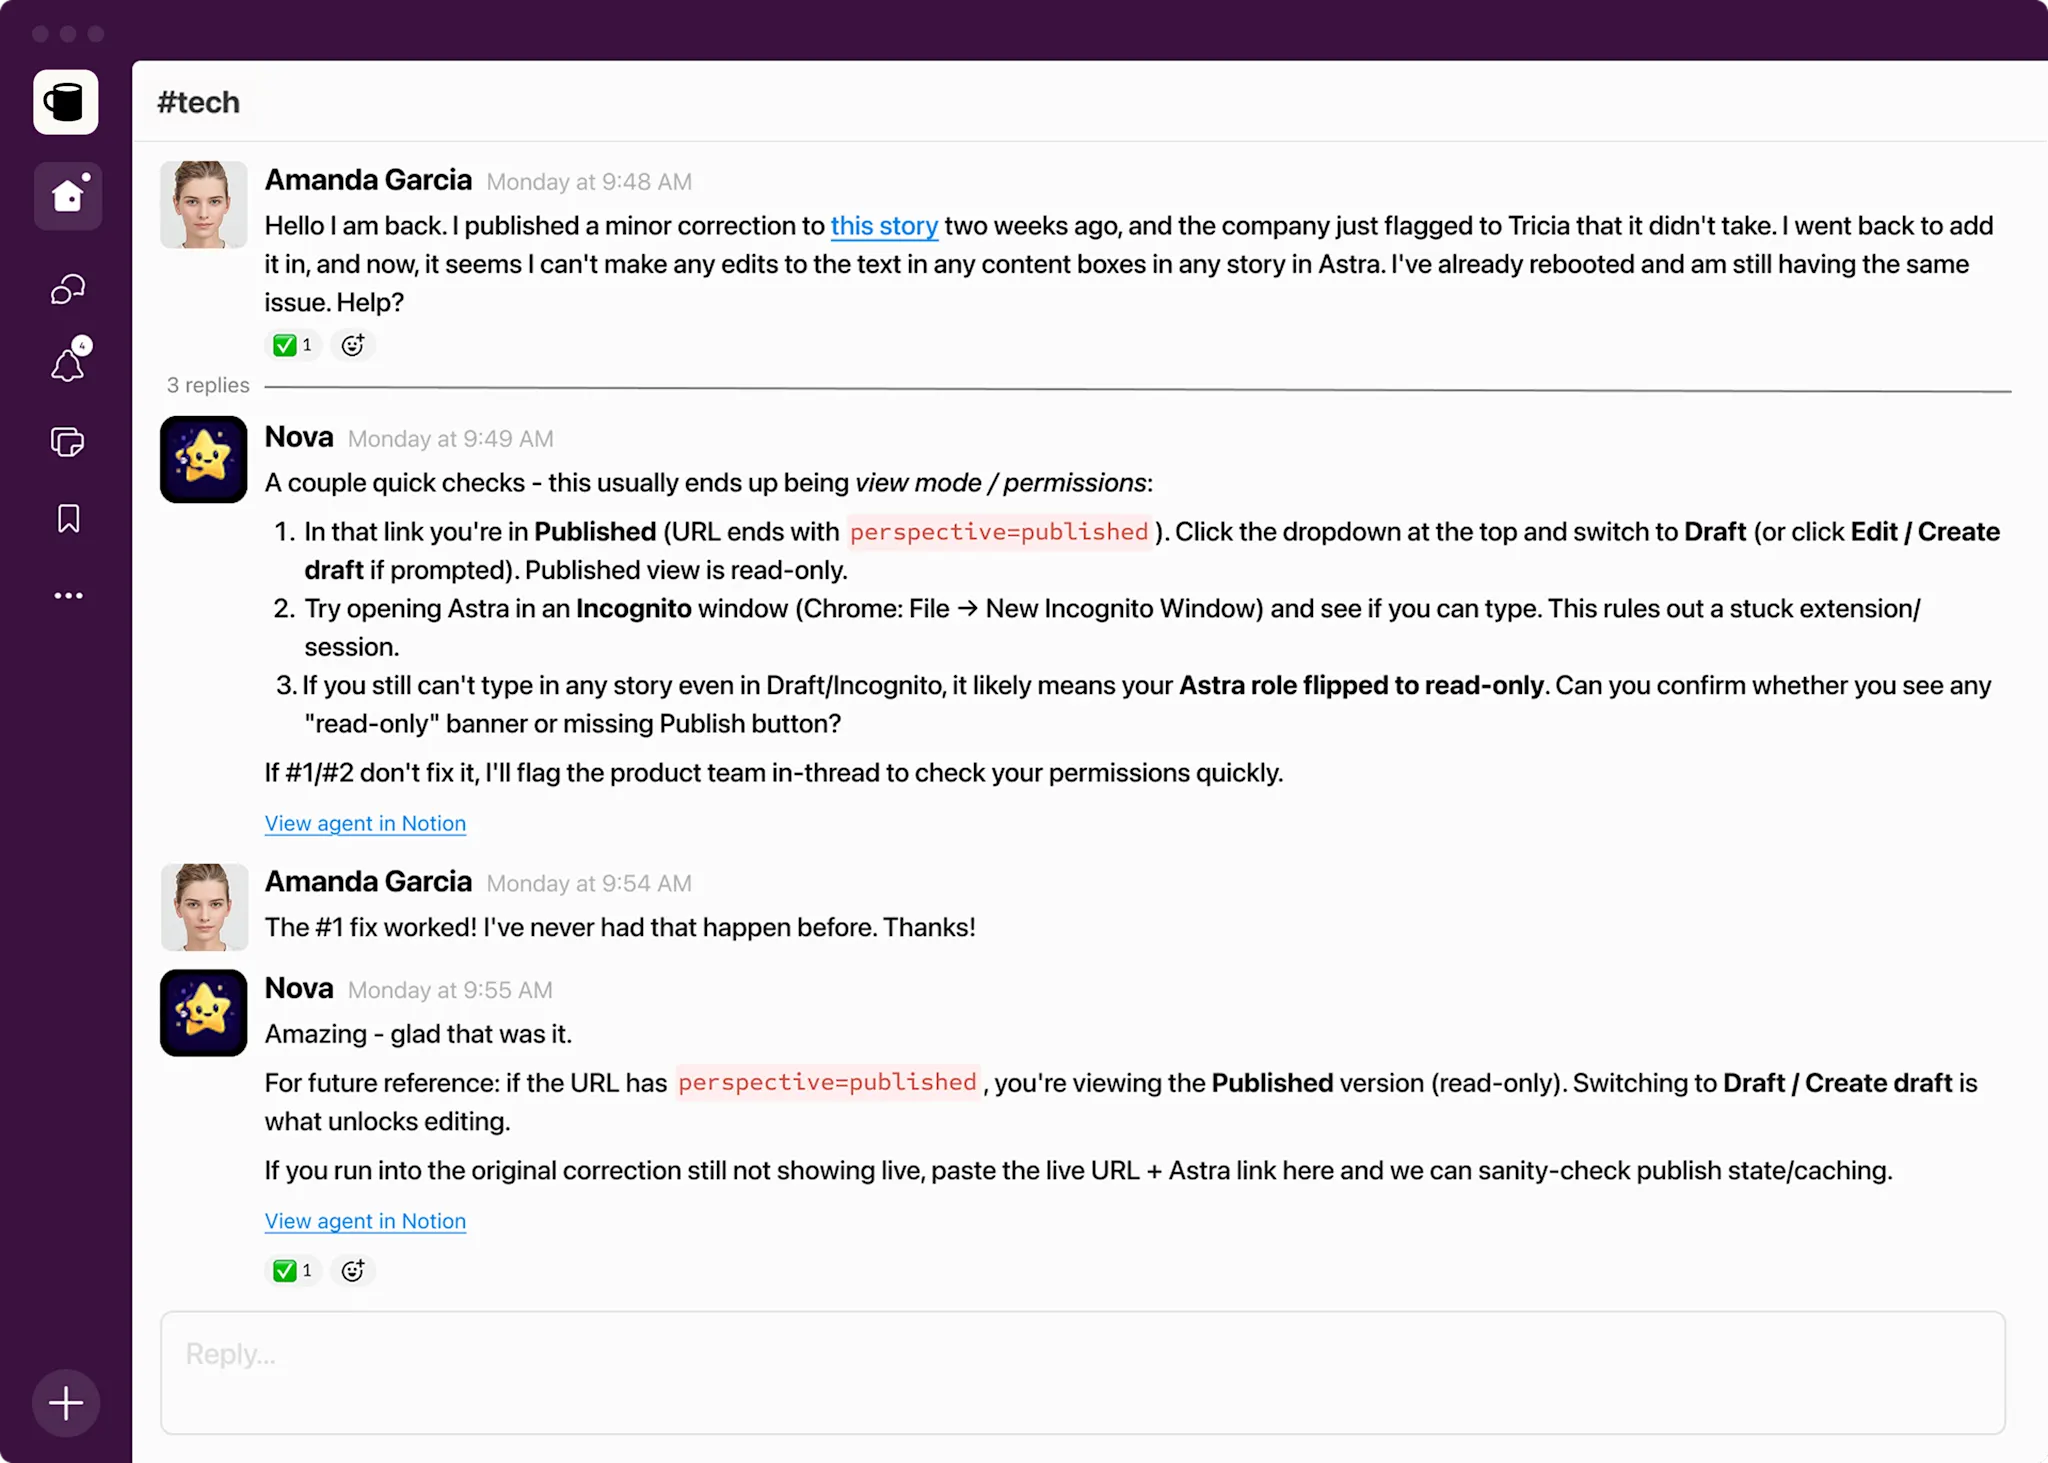 #tech
Amanda Garcia Monday at 9:48 AM
Hello I am back. I published a minor correction to this story two weeks ago, and the company just flagged to Tricia that it didn't take. I went back to add
it in, and now, it seems I can't make any edits to the text in any content boxes in any story in Astra. I've already rebooted and am still having the same
issue. Help?
✅ 1
3 replies
4
Nova Monday at 9:49 AM
A couple quick checks - this usually ends up being view mode / permissions:
1. In that link you're in Published (URL ends with perspective=published). Click the dropdown at the top and switch to Draft (or click Edit / Create
draft if prompted). Published view is read-only.
2. Try opening Astra in an Incognito window (Chrome: File → New Incognito Window) and see if you can type. This rules out a stuck extension/
session.
3. If you still can't type in any story even in Draft/Incognito, it likely means your Astra role flipped to read-only. Can you confirm whether you see any
"read-only" banner or missing Publish button?
If #1/#2 don't fix it, I'll flag the product team in-thread to check your permissions quickly.
View agent in Notion
Amanda Garcia Monday at 9:54 AM
The #1 fix worked! I've never had that happen before. Thanks!
Nova Monday at 9:55 AM
Amazing - glad that was it.
For future reference: if the URL has perspective=published, you're viewing the Published version (read-only). Switching to Draft / Create draft is
what unlocks editing.
If you run into the original correction still not showing live, paste the live URL + Astra link here and we can sanity-check publish state/caching.
View agent in Notion
✅ 1
Reply...